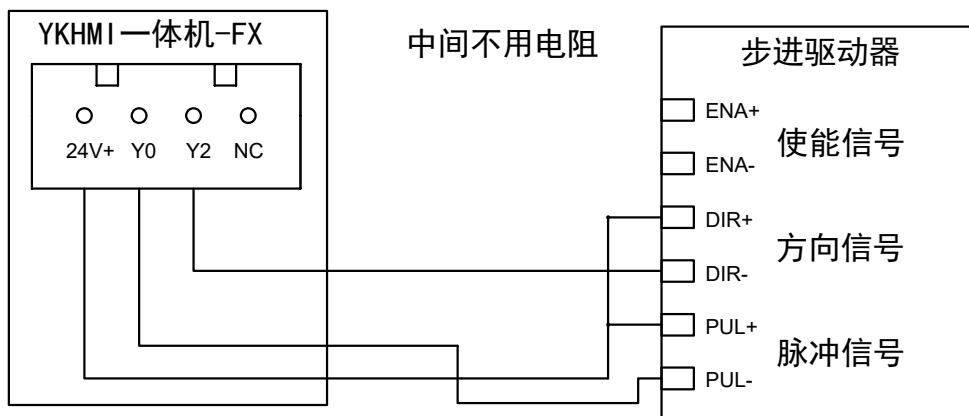 YKHMI一体机-FX
中间不用电阻
步进驱动器
24V+ Y0 Y2 NC
ENA+
使能信号
ENA-
DIR+
方向信号
DIR-
PUL+
脉冲信号
PUL-